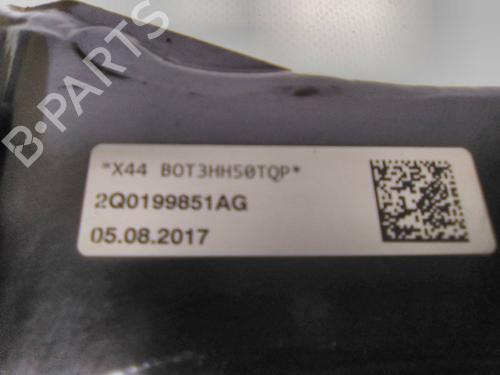 B-PARTS
*X44 BOT3HH50TQP*
2Q0199851AG
05.08.2017